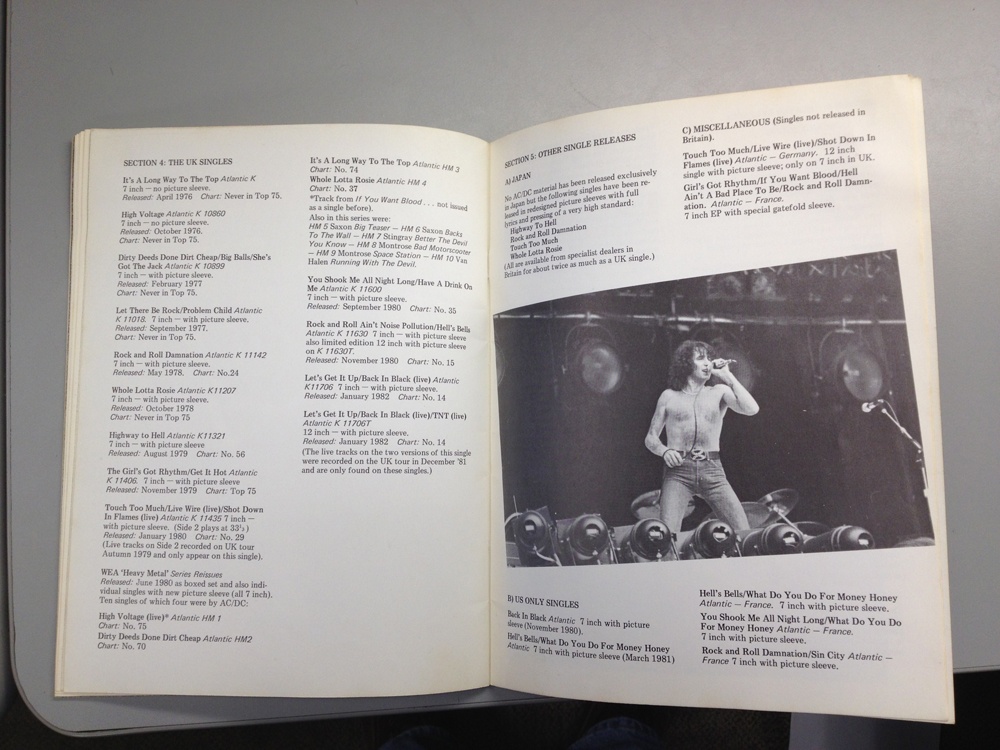 SECTION 4: THE UK SINGLES
It's A Long Way To The Top Atlantic K
7 inch — no picture sleeve.
Released: April 1976 Chart: Never in Top 75.
High Voltage Atlantic K 10860
7 inch — no picture sleeve.
Released: October 1976.
Chart: Never in Top 75.
Dirty Deeds Done Dirt Cheap/Big Balls/She's
Got The Jack Atlantic K 10899
7 inch — with picture sleeve.
Released: February 1977
Chart: Never in Top 75.
Let There Be Rock/Problem Child Atlantic
K 11018. 7 inch — with picture sleeve.
Released: September 1977.
Chart: Never in Top 75.
Rock and Roll Damnation Atlantic K 11142
7 inch — with picture sleeve.
Released: May 1978. Chart: No.24
Whole Lotta Rosie Atlantic K11207
7 inch — with picture sleeve.
Released: October 1978
Chart: Never in Top 75
Highway to Hell Atlantic K11321
7 inch — with picture sleeve
Released: August 1979 Chart: No. 56
The Girl's Got Rhythm/Get It Hot Atlantic
K 11406. 7 inch — with picture sleeve
Released: November 1979 Chart: Top 75
Touch Too Much/Live Wire (live)/Shot Down
In Flames (live) Atlantic K 11435 7 inch —
with picture sleeve. (Side 2 plays at 33⅓)
Released: January 1980 Chart: No. 29
(Live tracks on Side 2 recorded on UK tour
Autumn 1979 and only appear on this single).
WEA 'Heavy Metal' Series Reissues
Released: June 1980 as boxed set and also indi-
vidual singles with new picture sleeve (all 7 inch).
Ten singles of which four were by AC/DC:
High Voltage (live)* Atlantic HM 1
Chart: No. 75
Dirty Deeds Done Dirt Cheap Atlantic HM2
Chart: No. 70
It's A Long Way To The Top Atlantic HM 3
Chart: No. 74
Whole Lotta Rosie Atlantic HM 4
Chart: No. 37
*Track from If You Want Blood . . . not issued
as a single before).
Also in this series were:
HM 5 Saxon Big Teaser — HM 6 Saxon Backs
To The Wall — HM 7 Stingray Better The Devil
You Know — HM 8 Montrose Bad Motorscooter
— HM 9 Montrose Space Station — HM 10 Van
Halen Running With The Devil.
You Shook Me All Night Long/Have A Drink On
Me Atlantic K 11600
7 inch — with picture sleeve.
Released: September 1980 Chart: No. 35
Rock and Roll Ain't Noise Pollution/Hell's Bells
Atlantic K 11630 7 inch — with picture sleeve
also limited edition 12 inch with picture sleeve
on K 11630T.
Released: November 1980 Chart: No. 15
Let's Get It Up/Back In Black (live) Atlantic
K11706 7 inch — with picture sleeve.
Released: January 1982 Chart: No. 14
Let's Get It Up/Back In Black (live)/TNT (live)
Atlantic K 11706T
12 inch — with picture sleeve.
Released: January 1982 Chart: No. 14
(The live tracks on the two versions of this single
were recorded on the UK tour in December '81
and are only found on these singles.)
SECTION 5: OTHER SINGLE RELEASES
A) JAPAN
No AC/DC material has been released exclusively
in Japan but the following singles have been re-
leased in redesigned picture sleeves with full
lyrics and pressing of a very high standard:
Highway To Hell
Rock and Roll Damnation
Touch Too Much
Whole Lotta Rosie
(All are available from specialist dealers in
Britain for about twice as much as a UK single.)
C) MISCELLANEOUS (Singles not released in
Britain).
Touch Too Much/Live Wire (live)/Shot Down In
Flames (live) Atlantic — Germany. 12 inch
single with picture sleeve; only on 7 inch in UK.
Girl's Got Rhythm/If You Want Blood/Hell
Ain't A Bad Place To Be/Rock and Roll Damn-
ation. Atlantic — France.
7 inch EP with special gatefold sleeve.
B) US ONLY SINGLES
Back In Black Atlantic 7 inch with picture
sleeve (November 1980).
Hell's Bells/What Do You Do For Money Honey
Atlantic 7 inch with picture sleeve (March 1981)
Hell's Bells/What Do You Do For Money Honey
Atlantic — France. 7 inch with picture sleeve.
You Shook Me All Night Long/What Do You Do
For Money Honey Atlantic — France.
7 inch with picture sleeve.
Rock and Roll Damnation/Sin City Atlantic —
France 7 inch with picture sleeve.